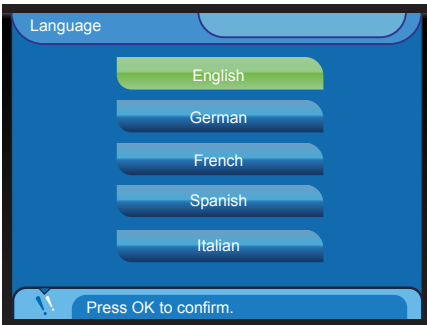 Language
English
German
French
Spanish
Italian
Press OK to confirm.